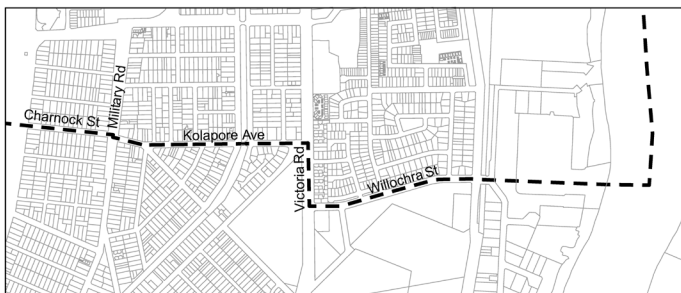 Charnock St
Military Rd
Kolapore Ave
Victoria Rd
Willochra St